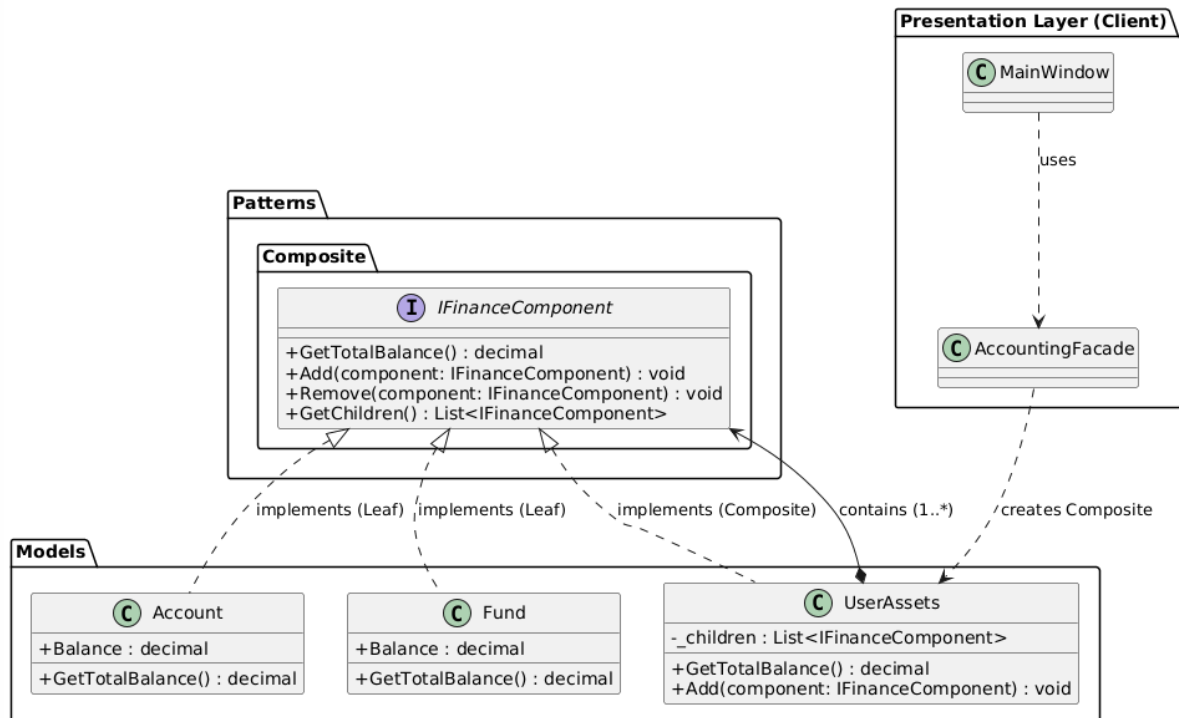 Presentation Layer (Client)
C MainWindow
uses
Patterns
Composite
I IFinanceComponent
+GetTotalBalance() : decimal
+Add(component: IFinanceComponent) : void
+Remove(component: IFinanceComponent) : void
+GetChildren() : List<IFinanceComponent>
C AccountingFacade
implements (Leaf)
implements (Leaf)
implements (Composite)
contains (1..*)
creates Composite
Models
C Account
+Balance : decimal
+GetTotalBalance() : decimal
C Fund
+Balance : decimal
+GetTotalBalance() : decimal
C UserAssets
-_children : List<IFinanceComponent>
+GetTotalBalance() : decimal
+Add(component: IFinanceComponent) : void